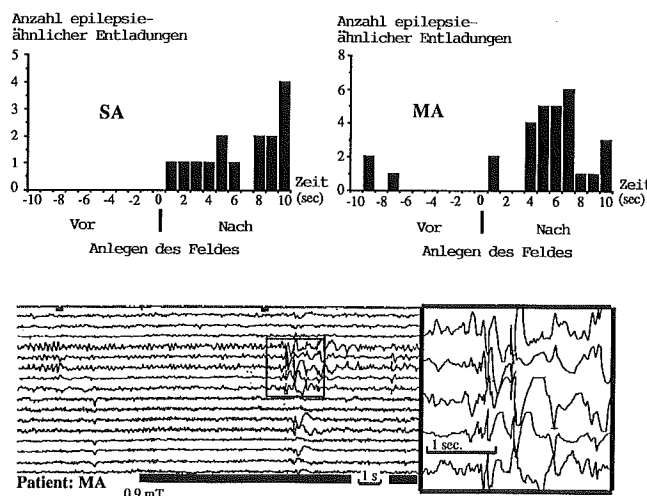 Anzahl epilepsie-
ähnlicher Entladungen
5
4
3
2
1
0
SA
-10 -8 -6 -4 -2 0 2 4 6 8 10
Zeit
(sec)
Vor
Nach
Anlegen des Feldes
Anzahl epilepsie-
ähnlicher Entladungen
8
6
4
2
0
MA
-10 -8 -6 -4 -2 0 2 4 6 8 10
Zeit
(sec)
Vor
Nach
Anlegen des Feldes
1 sec.
Patient: MA
1 s
0.9 mT